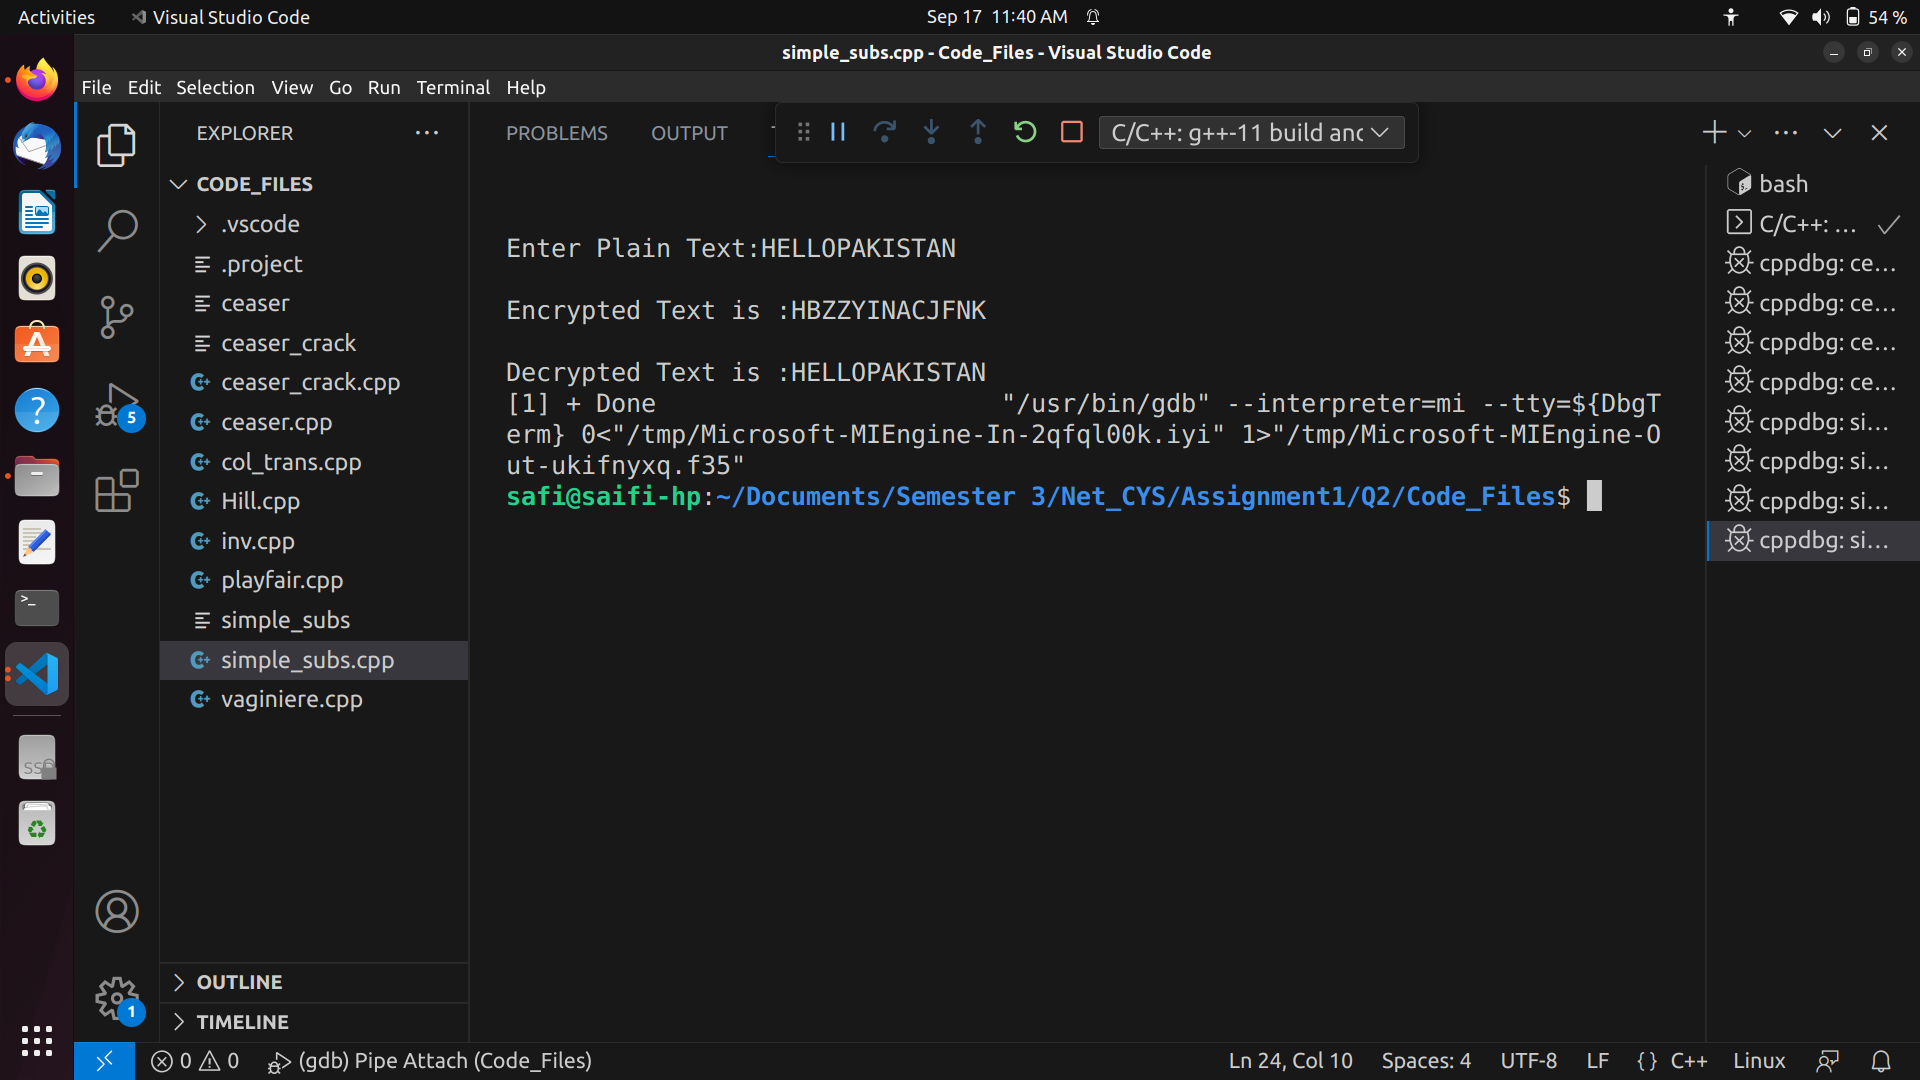 Activities
Visual Studio Code
Sep 17 11:40 AM
54 %
simple_subs.cpp - Code_Files - Visual Studio Code
File Edit Selection View Go Run Terminal Help
EXPLORER
PROBLEMS OUTPUT
C/C++: g++-11 build and
CODE_FILES
.vscode
.project
ceaser
ceaser_crack
ceaser_crack.cpp
ceaser.cpp
col_trans.cpp
Hill.cpp
inv.cpp
playfair.cpp
simple_subs
simple_subs.cpp
vaginiere.cpp
OUTLINE
TIMELINE
5
1
Enter Plain Text:HELLOPAKISTAN
Encrypted Text is :HBZZYINACJFNK
Decrypted Text is :HELLOPAKISTAN
[1] + Done "/usr/bin/gdb" --interpreter=mi --tty=${DbgT
erm} 0<"/tmp/Microsoft-MIEngine-In-2qfql00k.iyi" 1>"/tmp/Microsoft-MIEngine-O
ut-ukifnyxq.f35"
safi@saifi-hp:~/Documents/Semester 3/Net_CYS/Assignment1/Q2/Code_Files$
bash
C/C++: ...
cppdbg: ce...
cppdbg: ce...
cppdbg: ce...
cppdbg: ce...
cppdbg: si...
cppdbg: si...
cppdbg: si...
cppdbg: si...
0 0 (gdb) Pipe Attach (Code_Files)
Ln 24, Col 10 Spaces: 4 UTF-8 LF {} C++ Linux